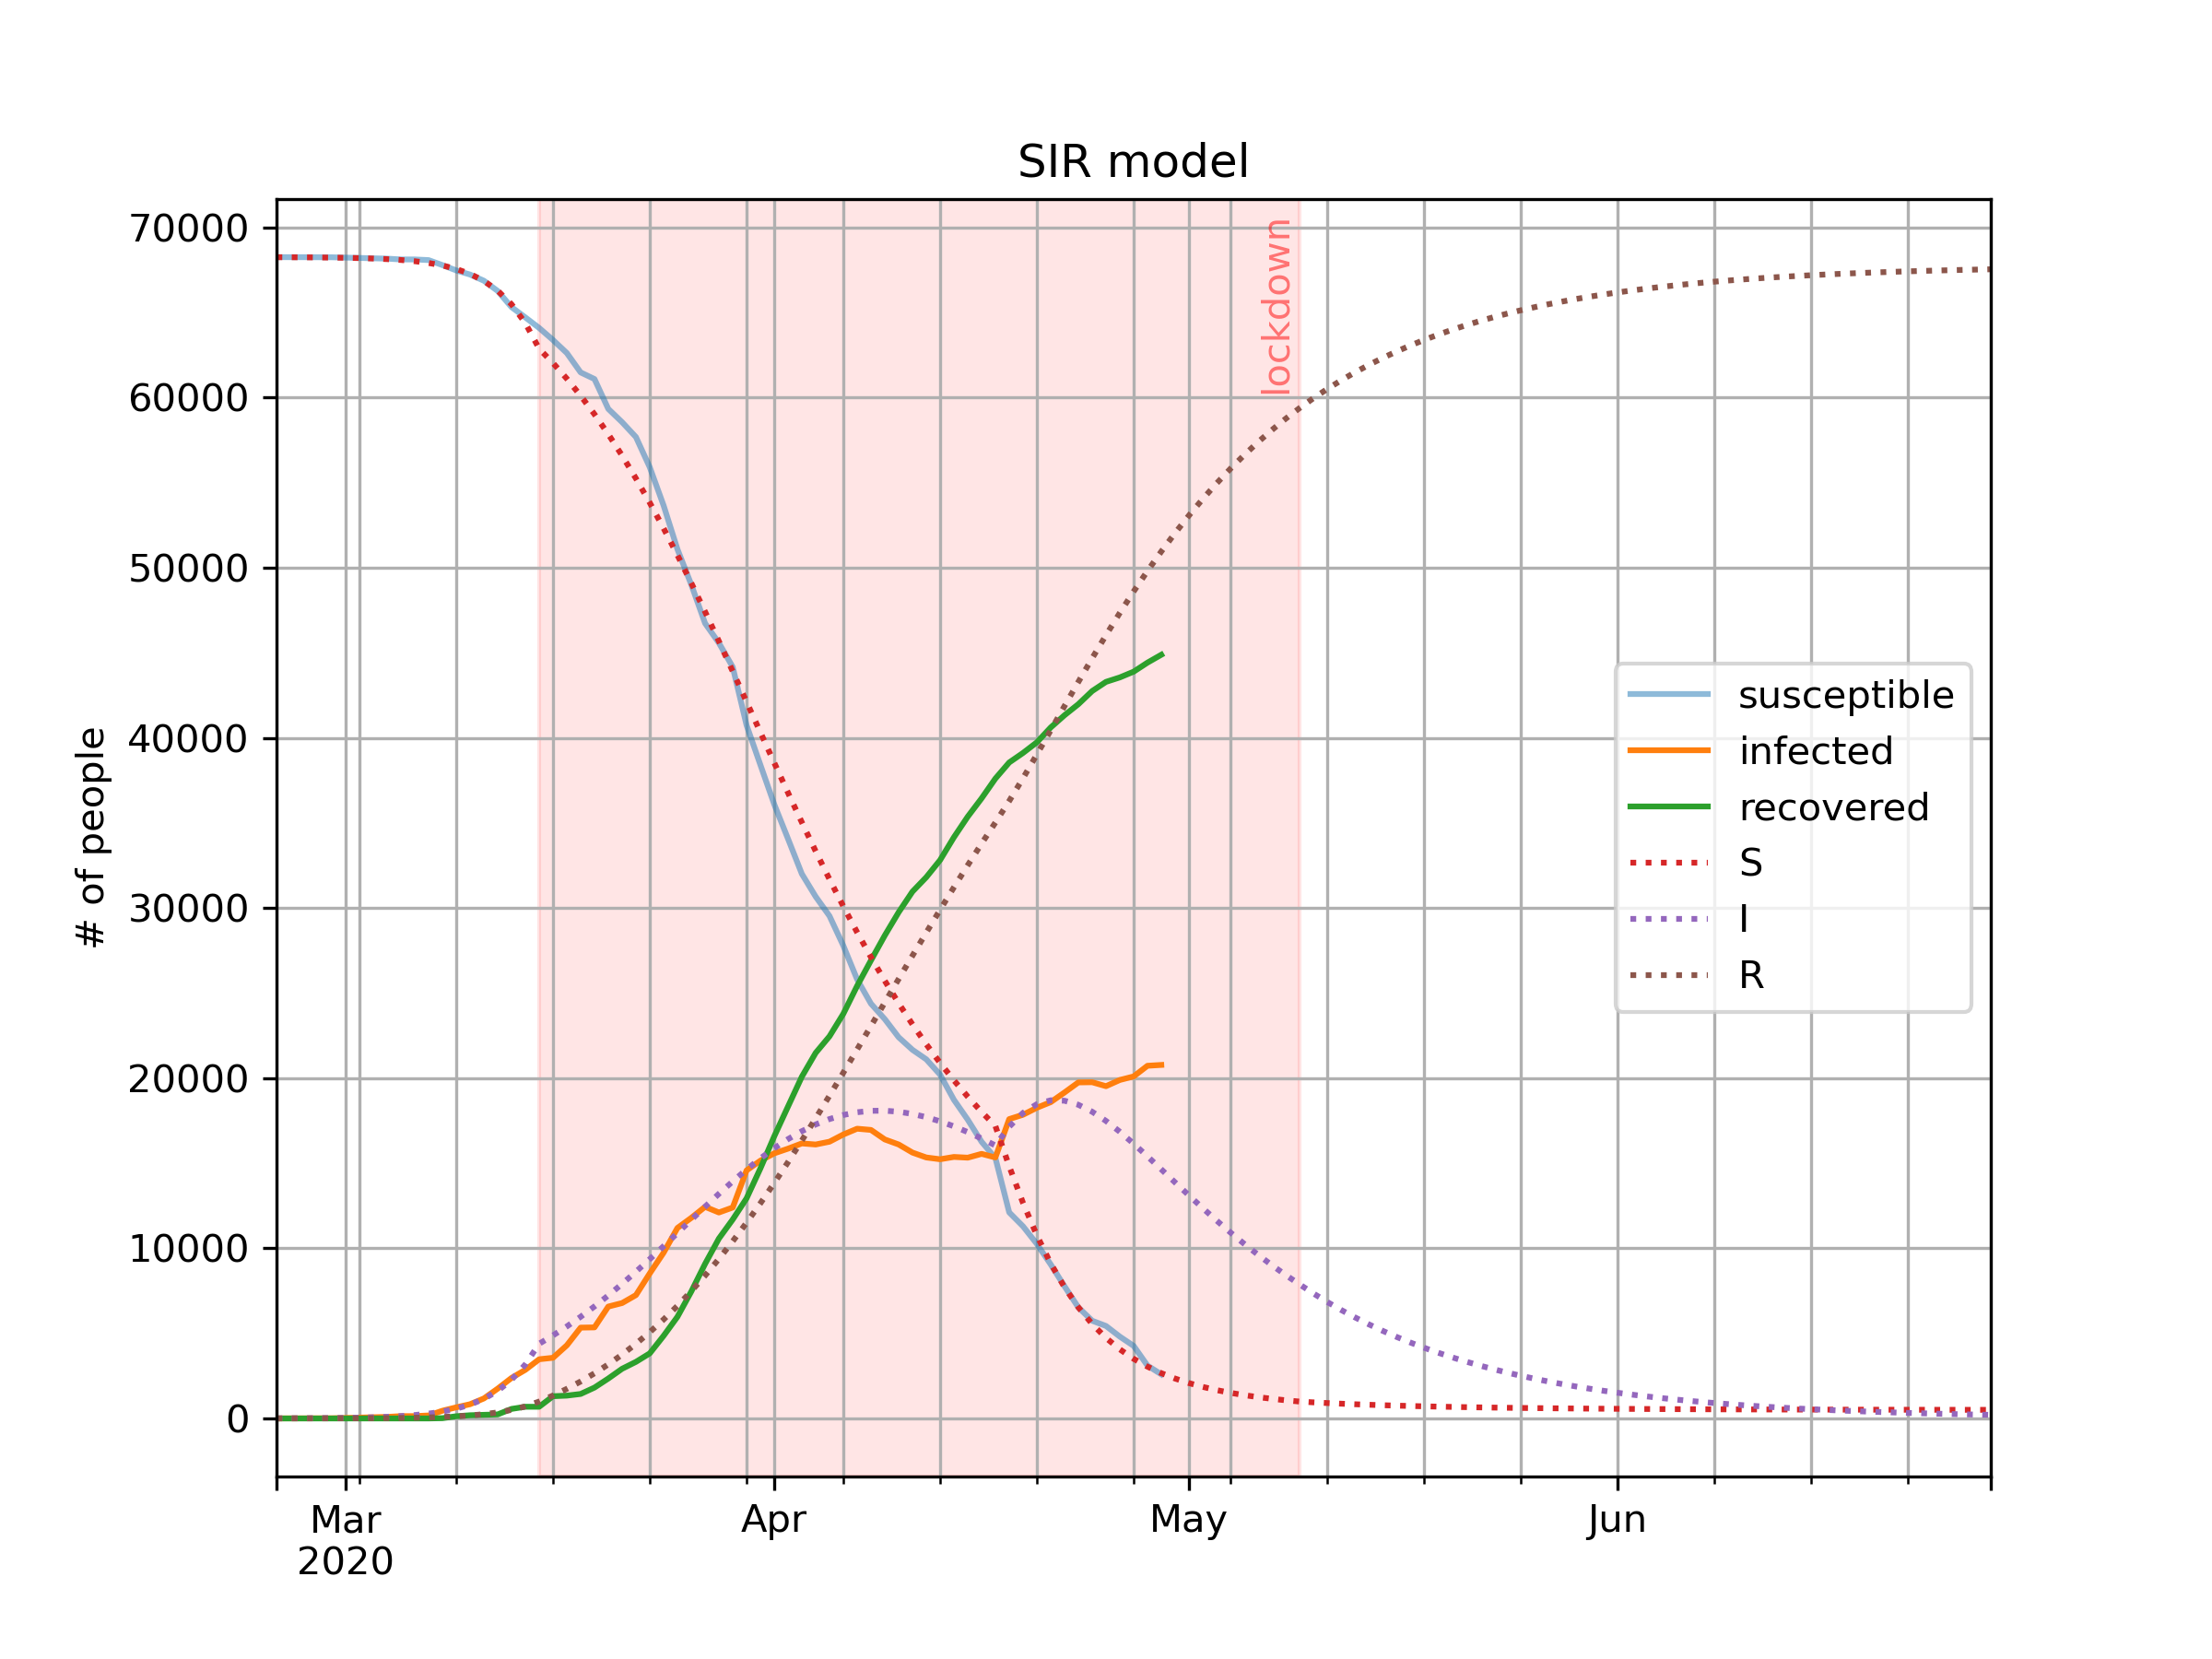 SIR model
70000
60000
50000
40000
30000
20000
10000
0
# of people
lockdown
susceptible
infected
recovered
S
I
R
Mar
2020
Apr
May
Jun